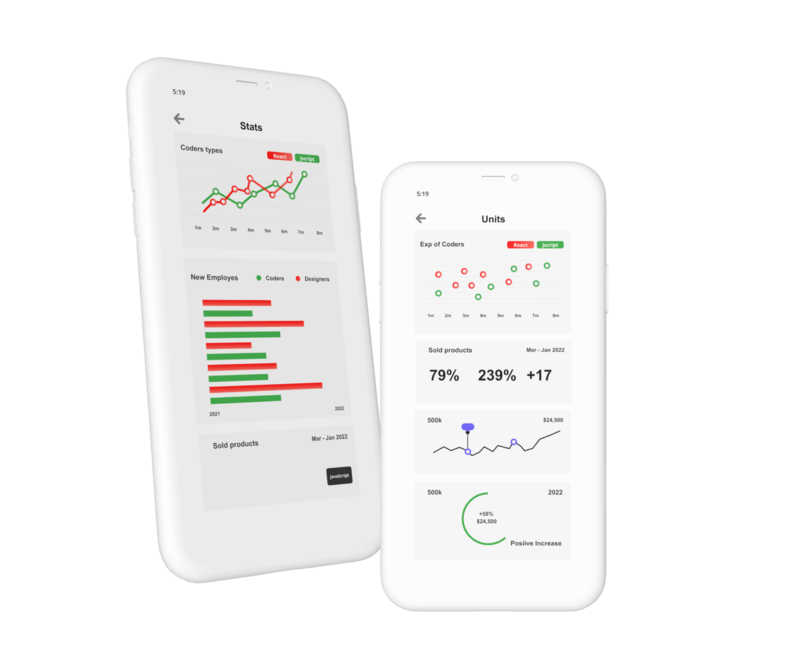 5:19
Stats
Coders types
React Jscript
1m 2m 3m 4m 5m 6m 7m 8m
New Employes Coders Designers
2021 2022
Sold products Mar - Jan 2022
JavaScript
5:19
Units
Exp of Coders React Jscript
1m 2m 3m 4m 5m 6m 7m 8m
Sold products Mar - Jan 2022
79% 239% +17
500k $24,500
500k 2022
+58%
$24,500
Poslive Increase